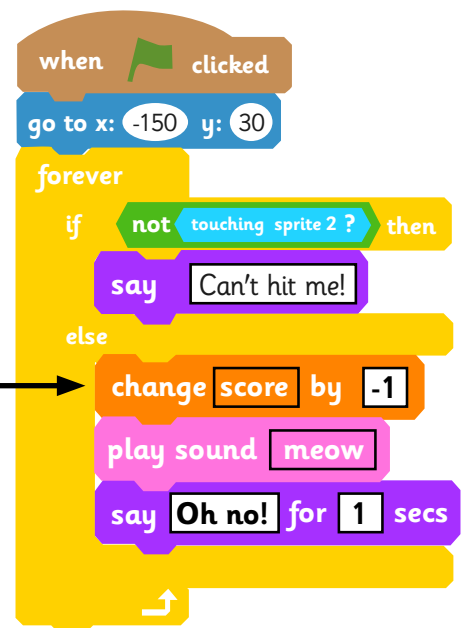 when clicked
go to x: -150 y: 30
forever
if not touching sprite 2 ? then
say Can't hit me!
else
change score by -1
play sound meow
say Oh no! for 1 secs